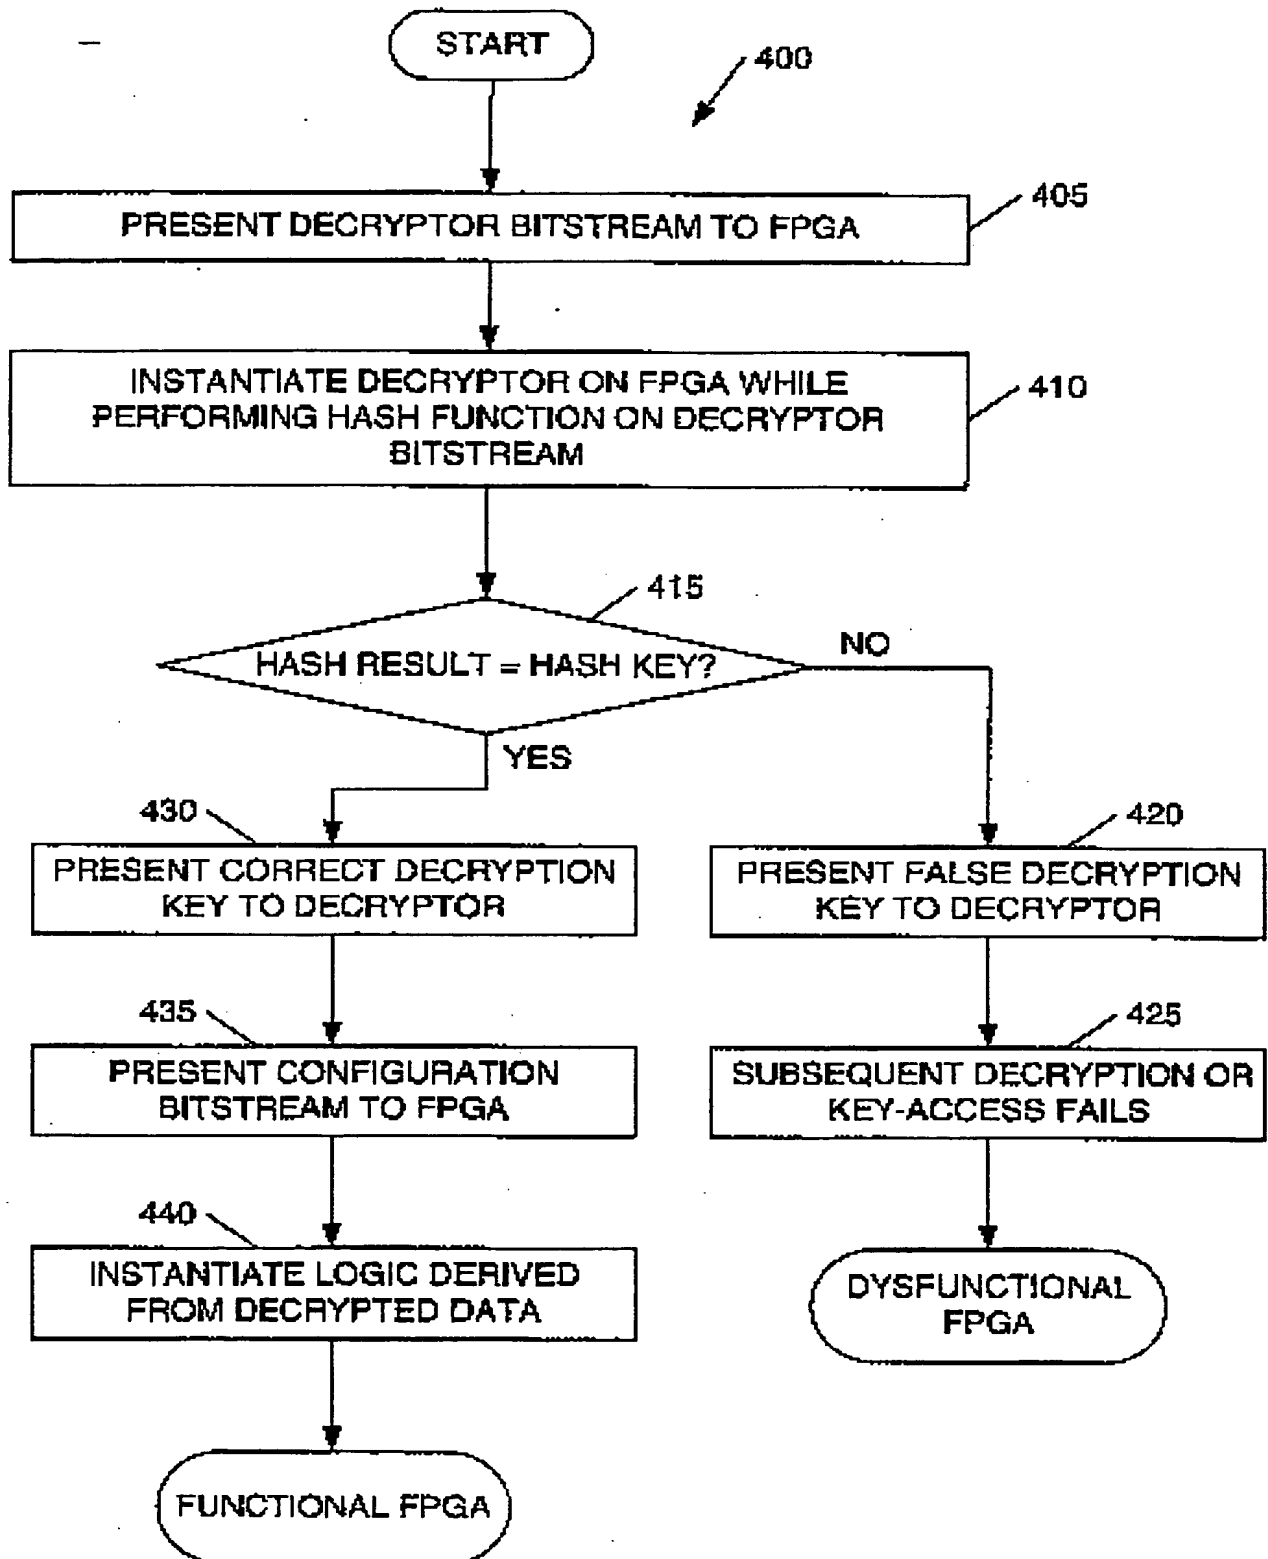 START
400
PRESENT DECRYPTOR BITSTREAM TO FPGA
405
INSTANTIATE DECRYPTOR ON FPGA WHILE
PERFORMING HASH FUNCTION ON DECRYPTOR
BITSTREAM
410
415
HASH RESULT = HASH KEY?
NO
YES
430
PRESENT CORRECT DECRYPTION
KEY TO DECRYPTOR
420
PRESENT FALSE DECRYPTION
KEY TO DECRYPTOR
435
PRESENT CONFIGURATION
BITSTREAM TO FPGA
425
SUBSEQUENT DECRYPTION OR
KEY-ACCESS FAILS
440
INSTANTIATE LOGIC DERIVED
FROM DECRYPTED DATA
DYSFUNCTIONAL
FPGA
FUNCTIONAL FPGA